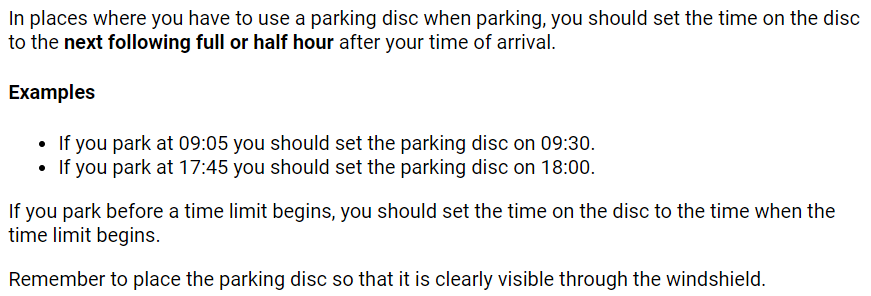 In places where you have to use a parking disc when parking, you should set the time on the disc
to the next following full or half hour after your time of arrival.
Examples
• If you park at 09:05 you should set the parking disc on 09:30.
• If you park at 17:45 you should set the parking disc on 18:00.
If you park before a time limit begins, you should set the time on the disc to the time when the
time limit begins.
Remember to place the parking disc so that it is clearly visible through the windshield.